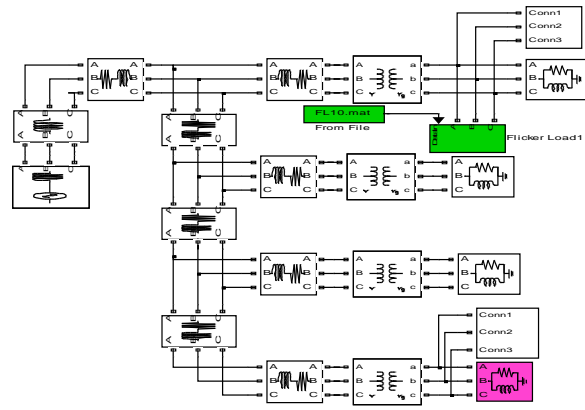 Conn1
Conn2
Conn3
A A A A a A
B B B B b B
C C C C c C
A B C
FL10.mat
From File
A B C
Flicker Load1
A B C
A B C
A A a A
B B b B
C C c C
A B C
A B C
A A a A
B B b B
C C c C
A B C
Conn1
Conn2
Conn3
A B C
A A a A
B B b B
C C c C